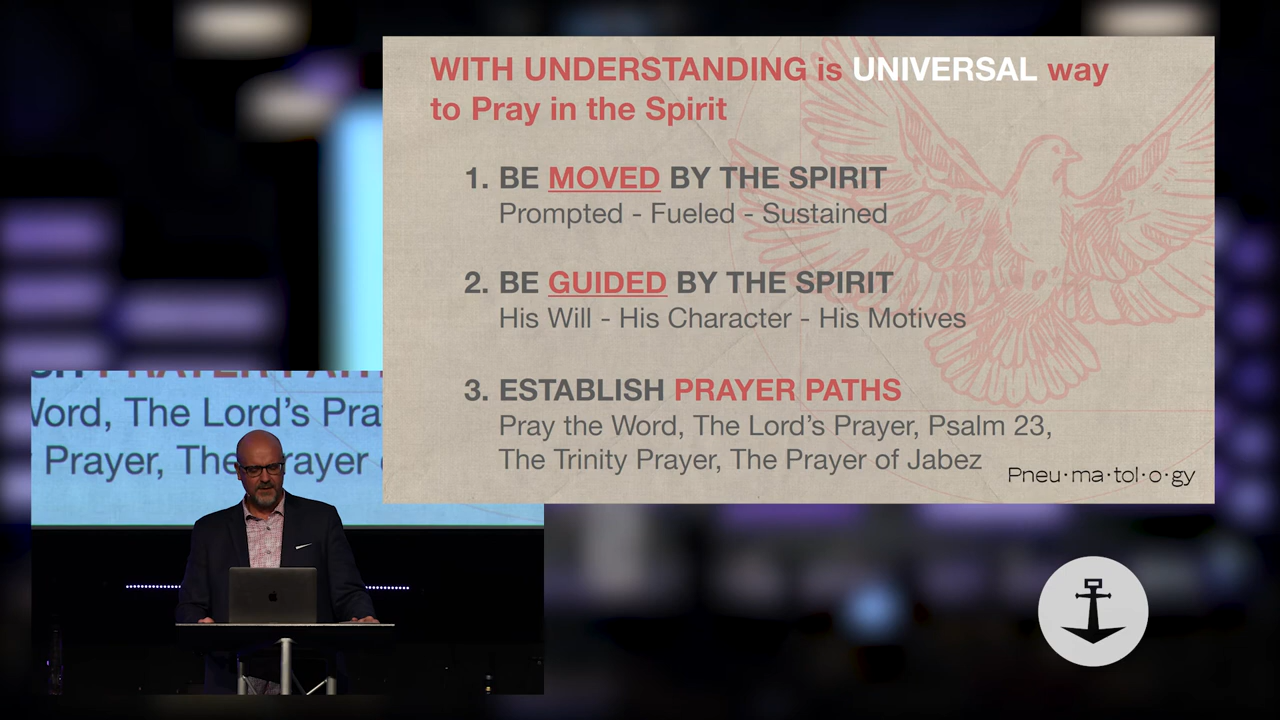 WITH UNDERSTANDING is UNIVERSAL way
to Pray in the Spirit
1. BE MOVED BY THE SPIRIT
Prompted - Fueled - Sustained
2. BE GUIDED BY THE SPIRIT
His Will - His Character - His Motives
3. ESTABLISH PRAYER PATHS
Pray the Word, The Lord’s Prayer, Psalm 23,
The Trinity Prayer, The Prayer of Jabez
Pneu·ma·tol·o·gy
Word, The Lord’s Pra
Prayer, The Prayer